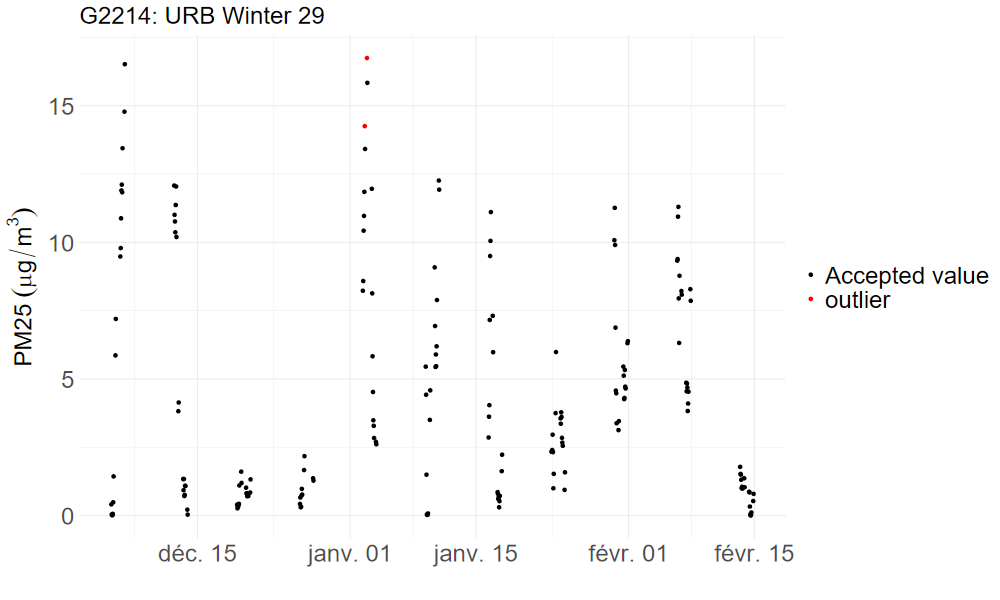 G2214: URB Winter 29
PM25 (μg/m³)
15
10
5
0
déc. 15
janv. 01
janv. 15
févr. 01
févr. 15
Accepted value
outlier